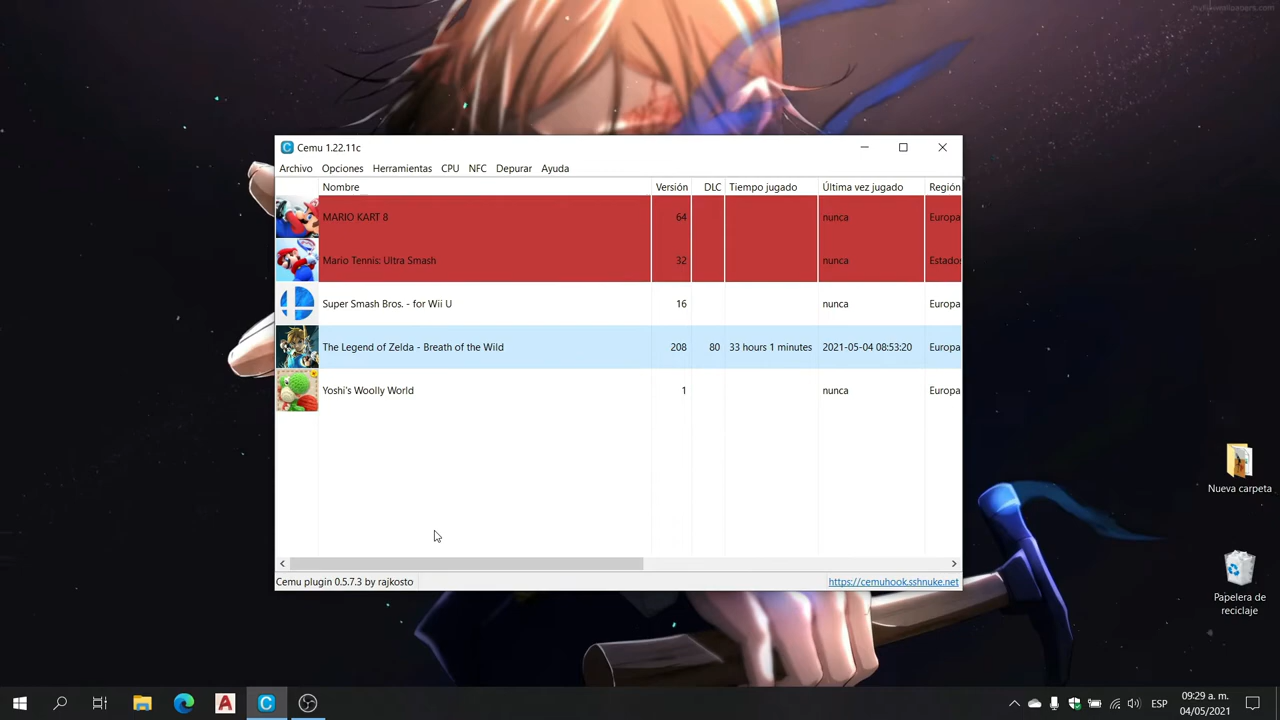 Cemu 1.22.11c
Archivo Opciones Herramientas CPU NFC Depurar Ayuda
Nombre Versión DLC Tiempo jugado Última vez jugado Región
MARIO KART 8 64 nunca Europa
Mario Tennis: Ultra Smash 32 nunca Estados
Super Smash Bros. - for Wii U 16 nunca Europa
The Legend of Zelda - Breath of the Wild 208 80 33 hours 1 minutes 2021-05-04 08:53:20 Europa
Yoshi's Woolly World 1 nunca Europa
Cemu plugin 0.5.7.3 by rajkosto https://cemuhook.sshnuke.net
Nueva carpeta
Papelera de
reciclaje
ESP
09:29 a. m.
04/05/2021